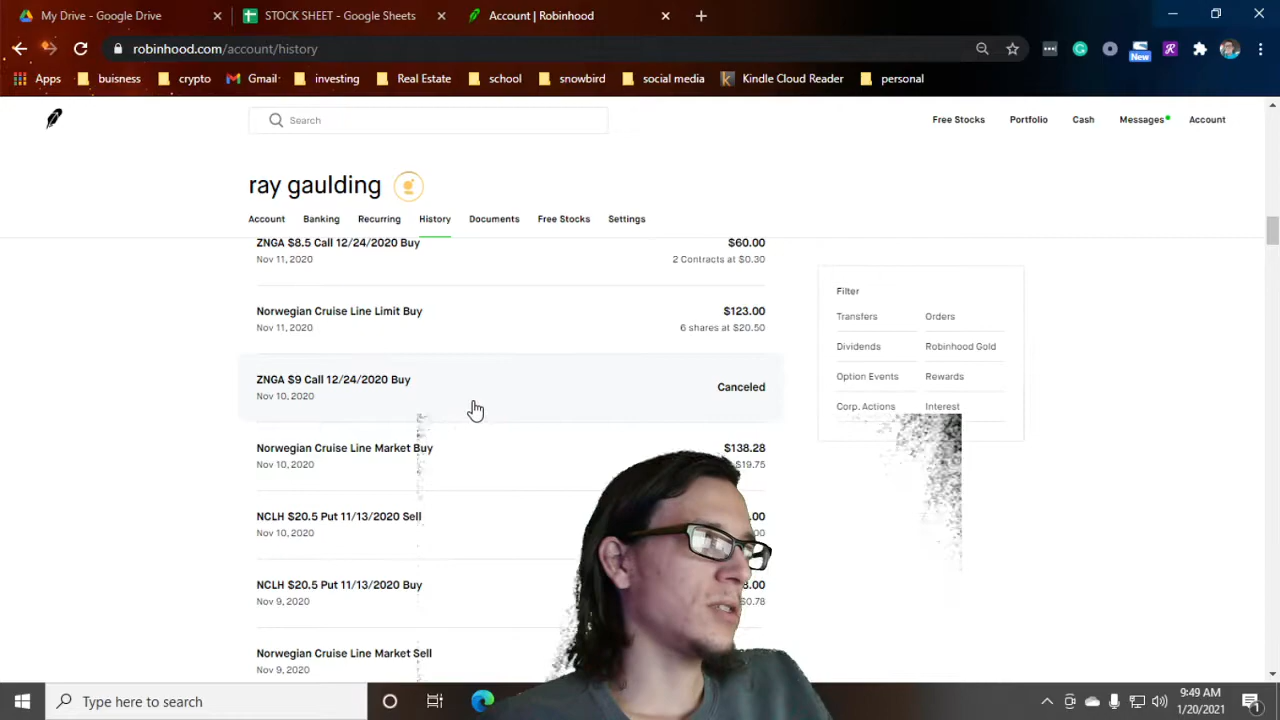 My Drive - Google Drive
STOCK SHEET - Google Sheets
Account | Robinhood
robinhood.com/account/history
New
Apps
buisness
crypto
Gmail
investing
Real Estate
school
snowbird
social media
Kindle Cloud Reader
personal
Search
Free Stocks
Portfolio
Cash
Messages
Account
ray gaulding
Account
Banking
Recurring
History
Documents
Free Stocks
Settings
ZNGA $8.5 Call 12/24/2020 Buy
$60.00
Nov 11, 2020
2 Contracts at $0.30
Norwegian Cruise Line Limit Buy
$123.00
Nov 11, 2020
6 shares at $20.50
ZNGA $9 Call 12/24/2020 Buy
Canceled
Nov 10, 2020
Norwegian Cruise Line Market Buy
$138.28
Nov 10, 2020
$19.75
NCLH $20.5 Put 11/13/2020 Sell
Nov 10, 2020
NCLH $20.5 Put 11/13/2020 Buy
Nov 9, 2020
$0.78
Norwegian Cruise Line Market Sell
Nov 9, 2020
Filter
Transfers
Orders
Dividends
Robinhood Gold
Option Events
Rewards
Corp. Actions
Interest
Type here to search
9:49 AM
1/20/2021